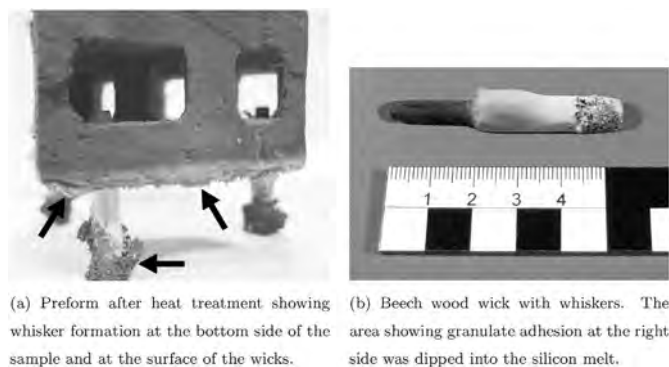 1 2 3 4
(a) Preform after heat treatment showing
whisker formation at the bottom side of the
sample and at the surface of the wicks.
(b) Beech wood wick with whiskers. The
area showing granulate adhesion at the right
side was dipped into the silicon melt.